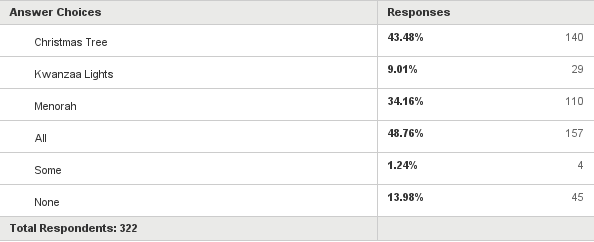 Answer Choices Responses
Christmas Tree 43.48% 140
Kwanzaa Lights 9.01% 29
Menorah 34.16% 110
All 48.76% 157
Some 1.24% 4
None 13.98% 45
Total Respondents: 322